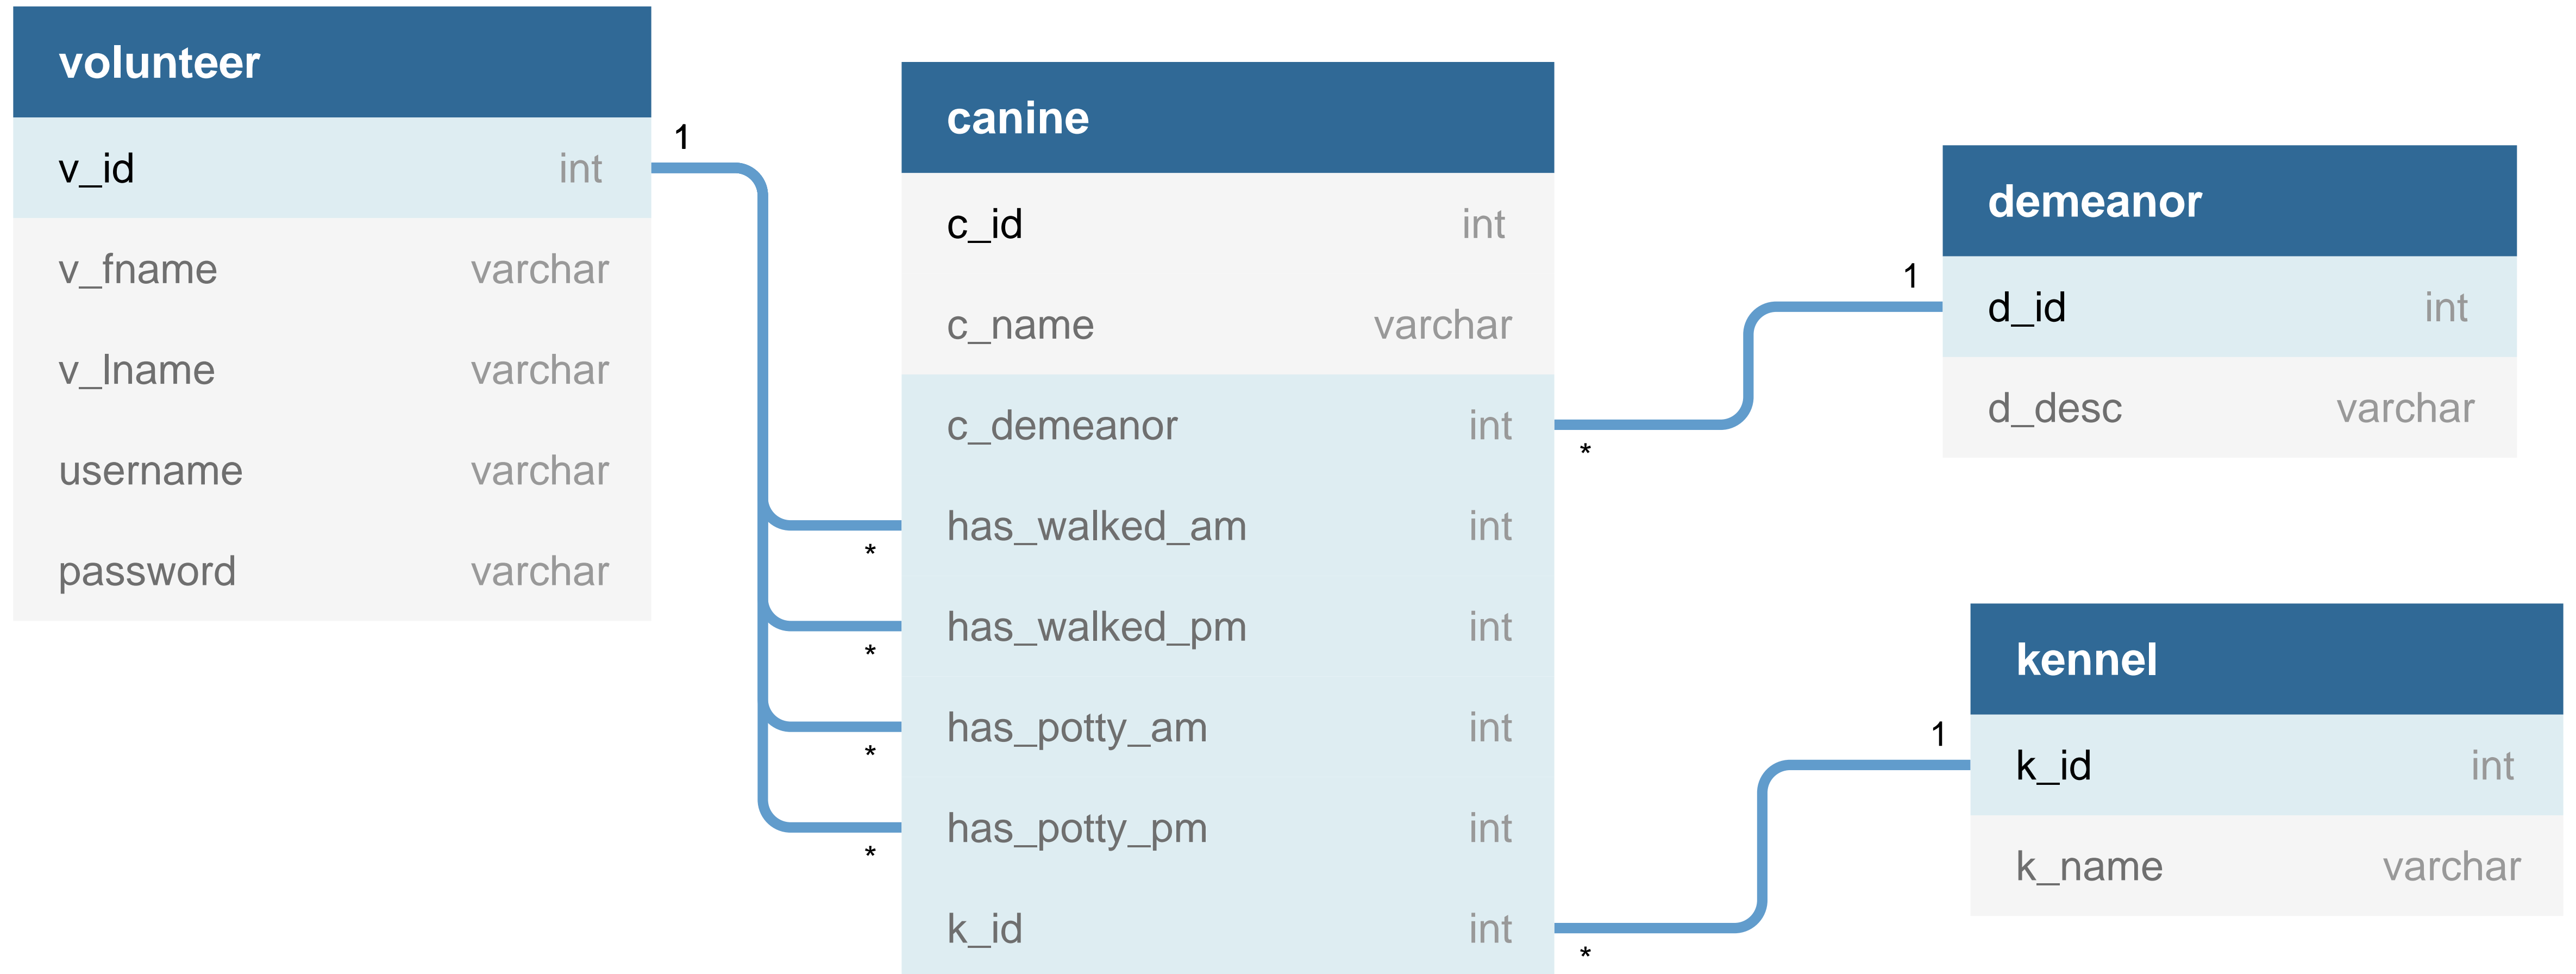 volunteer
v_id int
v_fname varchar
v_lname varchar
username varchar
password varchar
1
*
*
*
*
canine
c_id int
c_name varchar
c_demeanor int
has_walked_am int
has_walked_pm int
has_potty_am int
has_potty_pm int
k_id int
1
*
demeanor
d_id int
d_desc varchar
1
*
kennel
k_id int
k_name varchar